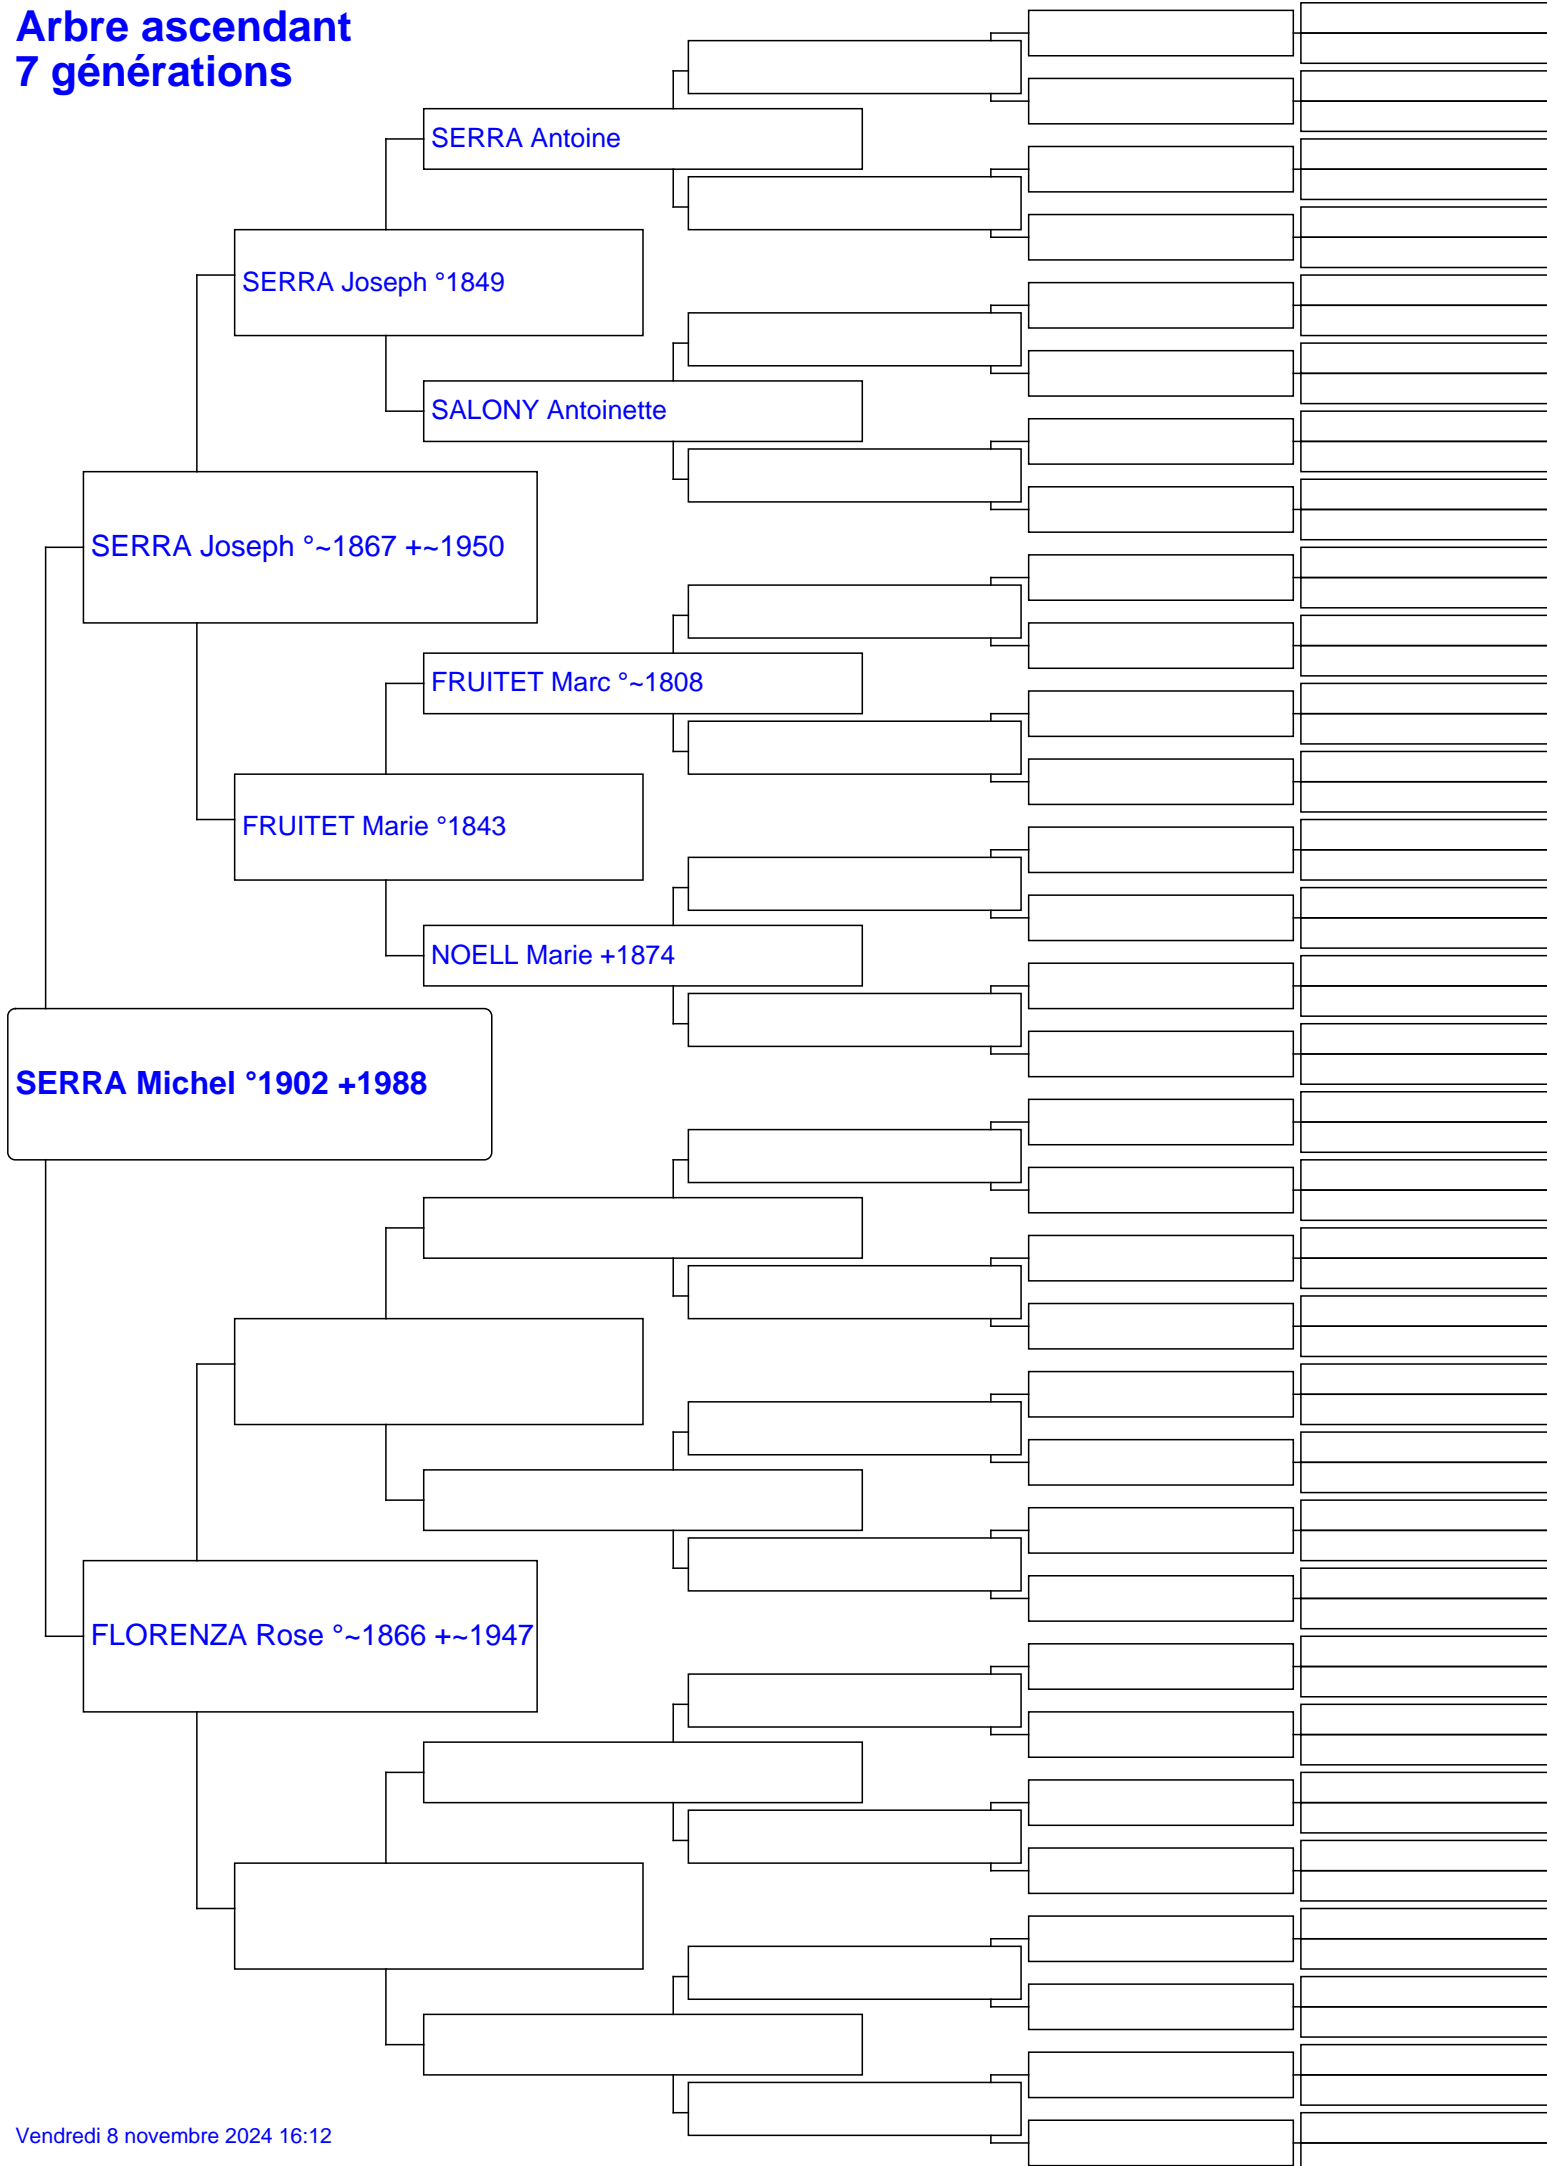 Arbre ascendant
7 générations
SERRA Antoine
SERRA Joseph °1849
SALONY Antoinette
SERRA Joseph °~1867 +~1950
FRUITET Marc °~1808
FRUITET Marie °1843
NOELL Marie +1874
SERRA Michel °1902 +1988
FLORENZA Rose °~1866 +~1947
Vendredi 8 novembre 2024 16:12